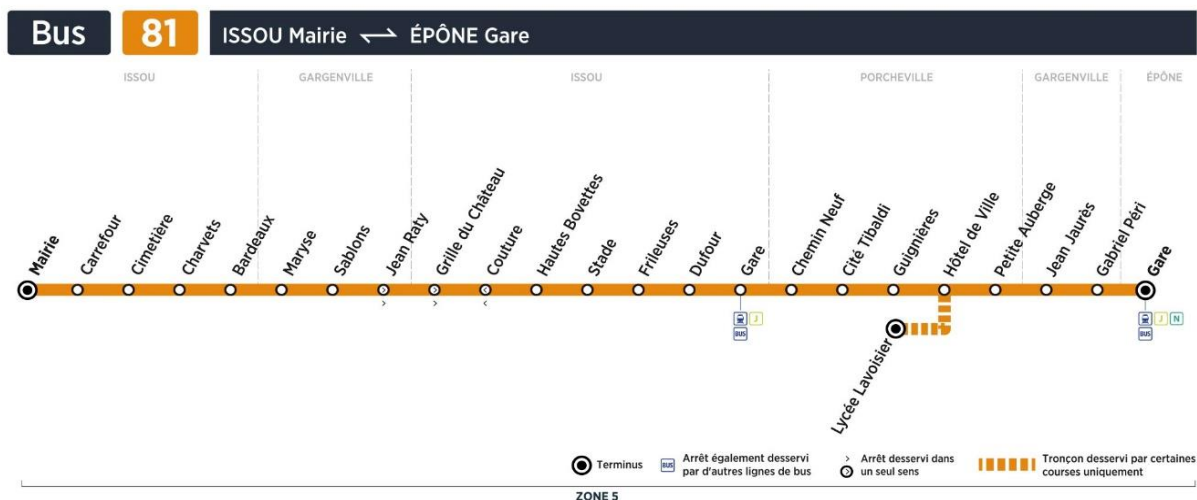 Bus 81 ISSOU Mairie ÉPÔNE Gare
ISSOU GARGENVILLE ISSOU PORCHEVILLE GARGENVILLE ÉPÔNE
Mairie
Carrefour
Cimetière
Charvets
Bardeaux
Maryse
Sablons
Jean Raty
Grille du Château
Couture
Hautes Bovettes
Stade
Frileuses
Dufour
Gare
Chemin Neuf
Cité Tibaldi
Guignières
Hôtel de Ville
Petite Auberge
Jean Jaurès
Gabriel Péri
Gare
J
BUS
J N
BUS
Lycée Lavoisier
Terminus
BUS Arrêt également desservi
par d'autres lignes de bus
Arrêt desservi dans
un seul sens
Tronçon desservi par certaines
courses uniquement
ZONE 5